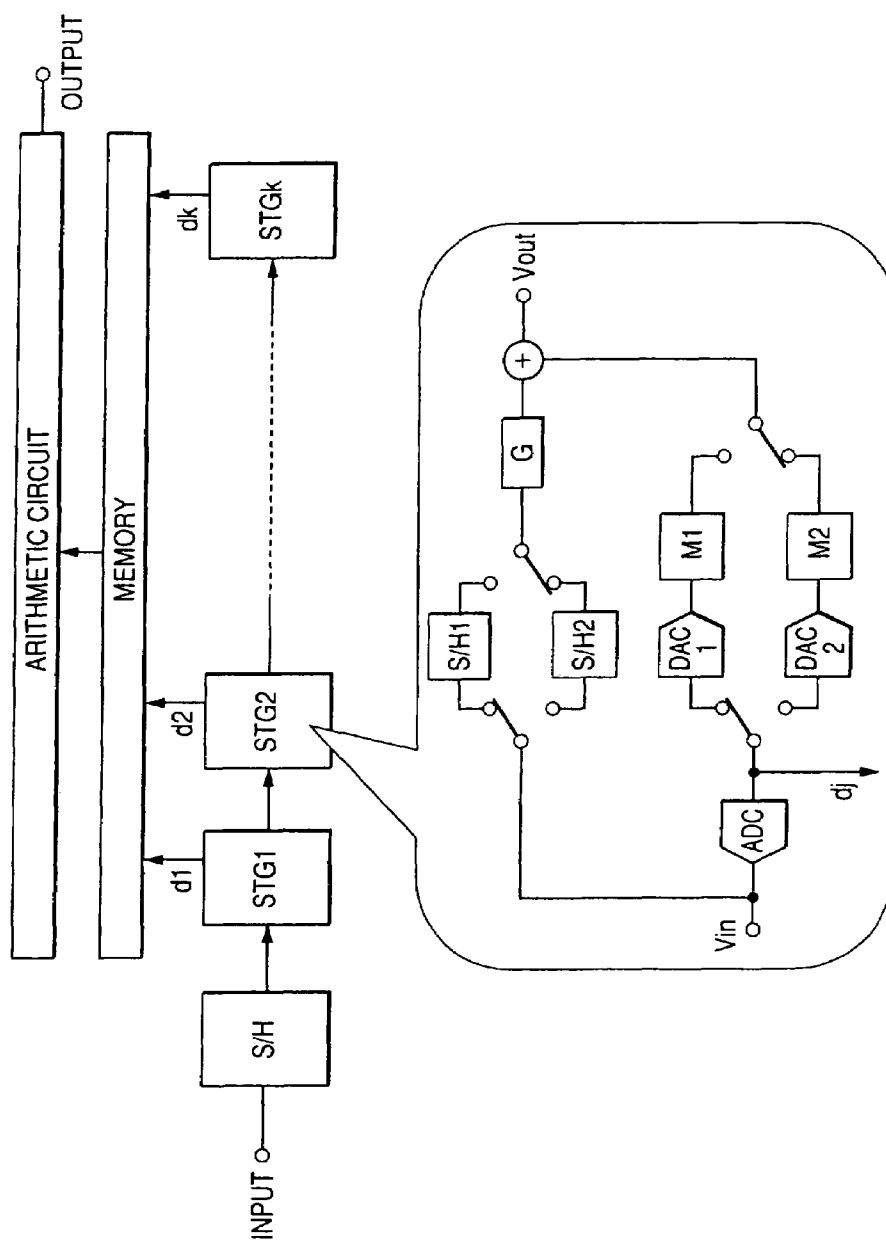 ARITHMETIC CIRCUIT
OUTPUT
MEMORY
d1
d2
dk
INPUT
S/H
STG1
STG2
STGk
S/H1
S/H2
G
+
Vout
Vin
ADC
dj
DAC
1
M1
DAC
2
M2